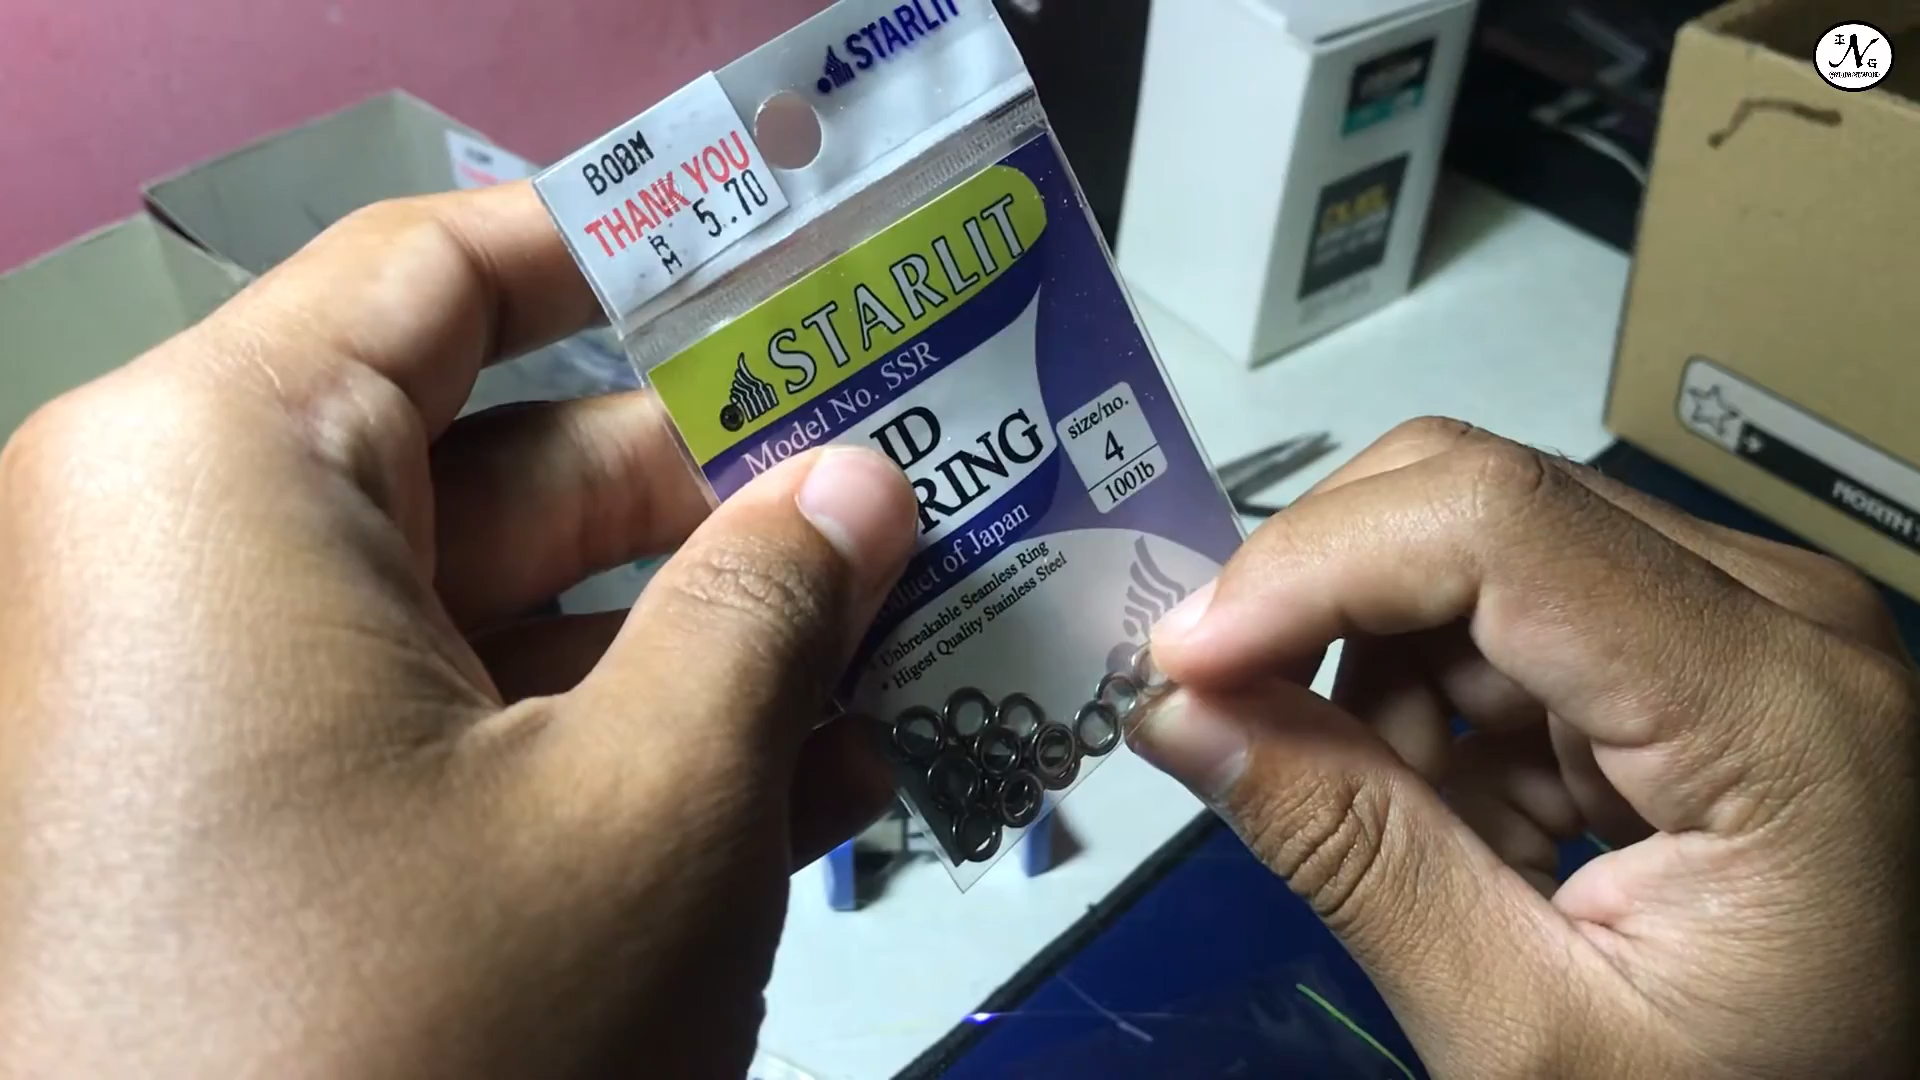 STARLIT
BOOM
THANK YOU
RM 5.70
STARLIT
Model No. SSR
ID
RING
size/no.
4
100lb
of Japan
Unbreakable Seamless Ring
* Higest Quality Stainless Steel
NORTH
N
G